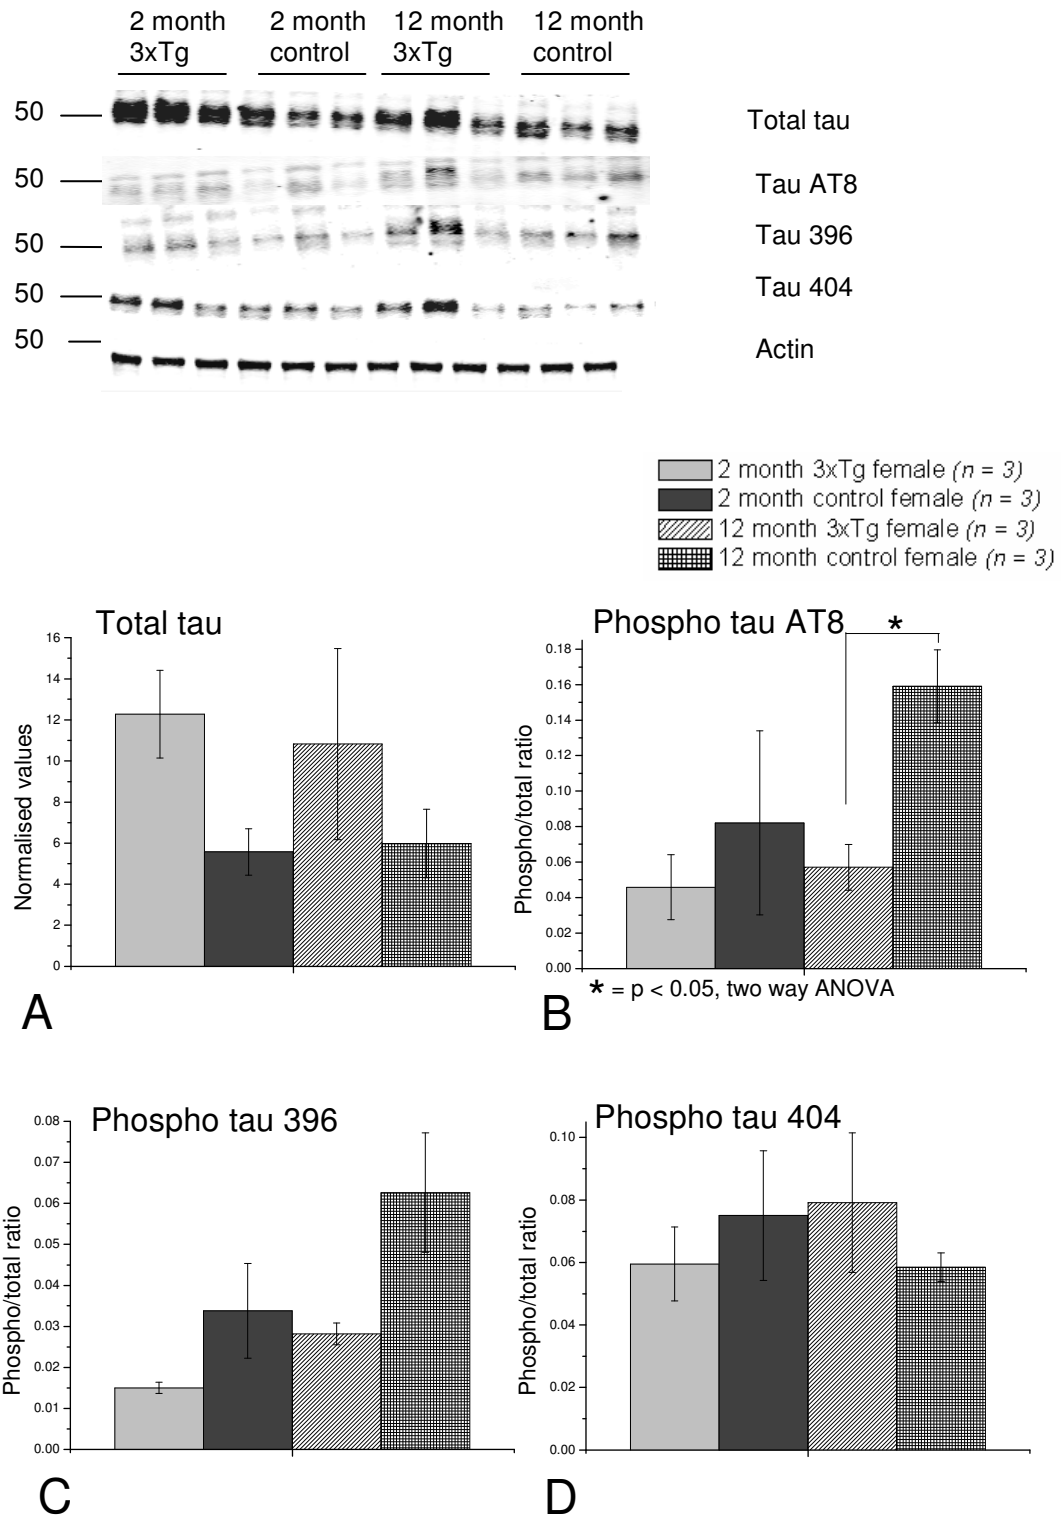 2 month 2 month 12 month 12 month
3xTg control 3xTg control
50 Total tau
50 Tau AT8
50 Tau 396
50 Tau 404
50 Actin
2 month 3xTg female (n = 3)
2 month control female (n = 3)
12 month 3xTg female (n = 3)
12 month control female (n = 3)
Total tau
Normalised values
16
14
12
10
8
6
4
2
0
A
Phospho tau AT8
*
Phospho/total ratio
0.18
0.16
0.14
0.12
0.10
0.08
0.06
0.04
0.02
0.00
* = p < 0.05, two way ANOVA
B
Phospho tau 396
Phospho/total ratio
0.08
0.07
0.06
0.05
0.04
0.03
0.02
0.01
0.00
C
Phospho tau 404
Phospho/total ratio
0.10
0.08
0.06
0.04
0.02
0.00
D